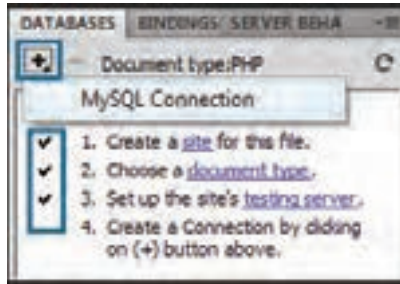 DATABASES BINDINGS SERVER BEHA
Document type:PHP
MySQL Connection
1. Create a site for this file.
2. Choose a document type.
3. Set up the site's testing server.
4. Create a Connection by clicking
on (+) button above.